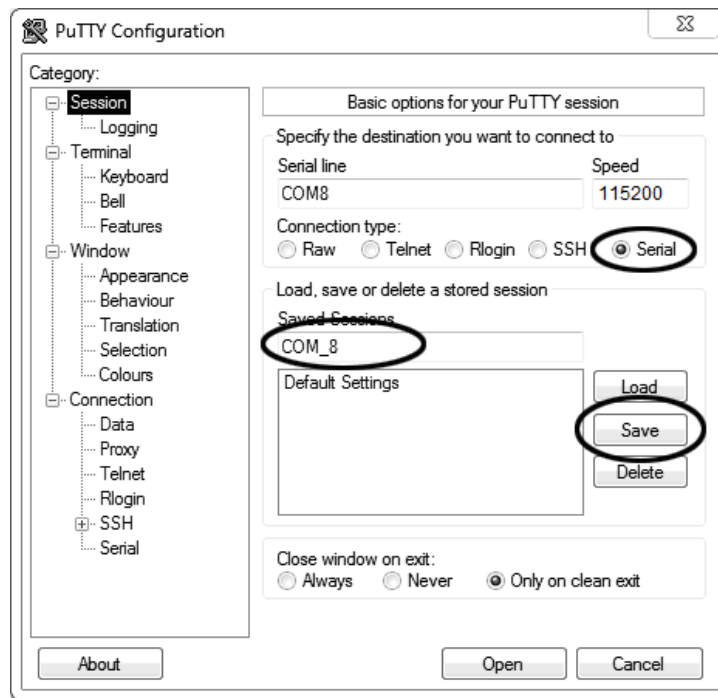 PuTTY Configuration
Category:
Session
Logging
Terminal
Keyboard
Bell
Features
Window
Appearance
Behaviour
Translation
Selection
Colours
Connection
Data
Proxy
Telnet
Rlogin
SSH
Serial
Basic options for your PuTTY session
Specify the destination you want to connect to
Serial line Speed
COM8 115200
Connection type:
Raw Telnet Rlogin SSH Serial
Load, save or delete a stored session
Saved Sessions
COM_8
Default Settings
Load
Save
Delete
Close window on exit:
Always Never Only on clean exit
About Open Cancel